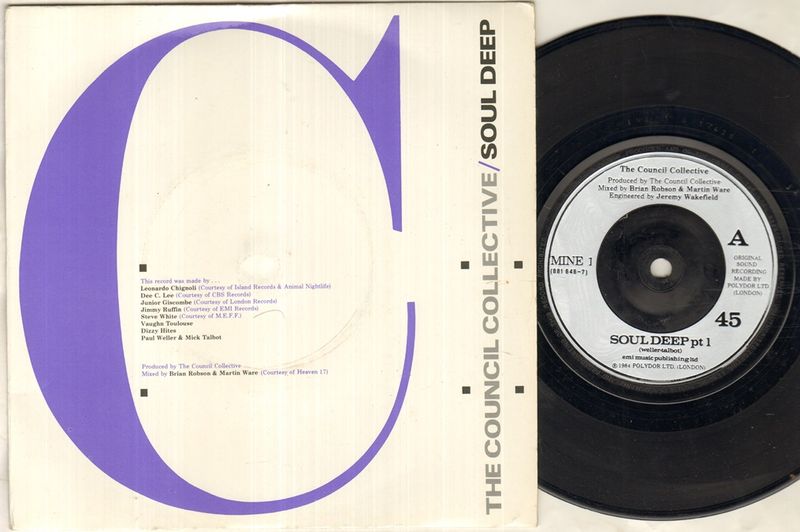 C
THE COUNCIL COLLECTIVE/SOUL DEEP
This record was made by . . .
Leonardo Chignoli (Courtesy of Island Records & Animal Nightlife)
Dee C. Lee (Courtesy of CBS Records)
Junior Giscombe (Courtesy of London Records)
Jimmy Ruffin (Courtesy of EMI Records)
Steve White (Courtesy of M.E.F.F.)
Vaughn Toulouse
Dizzy Hites
Paul Weller & Mick Talbot
Produced by The Council Collective . . .
Mixed by Brian Robson & Martin Ware (Courtesy of Heaven 17)
The Council Collective
Produced by The Council Collective
Mixed by Brian Robson & Martin Ware
Engineered by Jeremy Wakefield
A
MINE 1
(881 648-7)
ORIGINAL
SOUND
RECORDING
MADE BY
POLYDOR LTD
(LONDON)
45
SOUL DEEP pt 1
(weller-talbot)
emi music publishing ltd
℗ 1984 POLYDOR LTD. (LONDON)